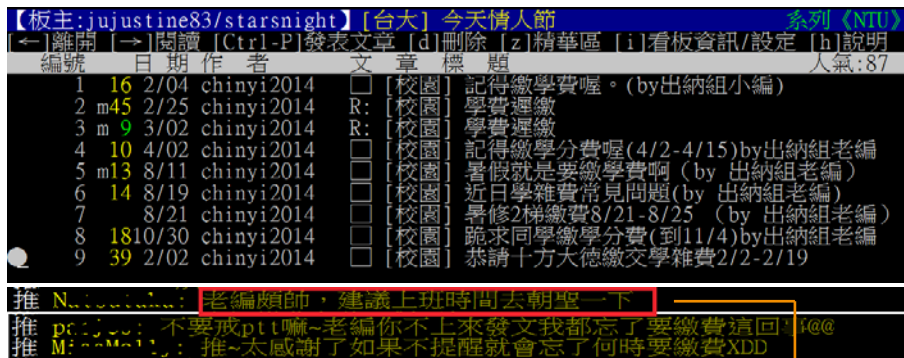 【板主:jujustine83/starsnight】[台大] 今天情人節 系列《NTU》
[←]離開 [→]閱讀 [Ctrl-P]發表文章 [d]刪除 [z]精華區 [i]看板資訊/設定 [h]說明
編號 日 期 作 者 文 章 標 題 人氣:87
1 16 2/04 chinyi2014 □ [校園] 記得繳學費喔。(by出納組小編)
2 m45 2/25 chinyi2014 R: [校園] 學費遲繳
3 m 9 3/02 chinyi2014 R: [校園] 學費遲繳
4 10 4/02 chinyi2014 □ [校園] 記得繳學分費喔(4/2-4/15)by出納組老編
5 m13 8/11 chinyi2014 □ [校園] 暑假就是要繳學費啊（by 出納組老編）
6 14 8/19 chinyi2014 □ [校園] 近日學雜費常見問題(by 出納組老編)
7 8/21 chinyi2014 □ [校園] 暑修2梯繳費8/21-8/25 （by 出納組老編）
8 1810/30 chinyi2014 □ [校園] 跪求同學繳學分費(到11/4)by出納組老編
9 39 2/02 chinyi2014 □ [校園] 恭請十方大德繳交學雜費2/2-2/19
推 老編頗帥，建議上班時間去朝聖一下
推 不要戒ptt嘛~老編你不上來發文我都忘了要繳費這回事@@
推 推~太感謝了如果不提醒就會忘了何時要繳費XDD